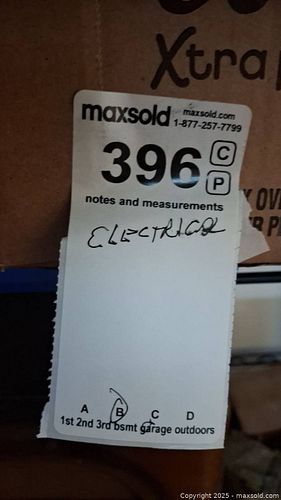 Xtra
maxsold maxsold.com
1-877-257-7799
396 C
P
notes and measurements
ELECTRICAL
A B C D
1st 2nd 3rd bsmt garage outdoors
Copyright 2025 - maxsold.com